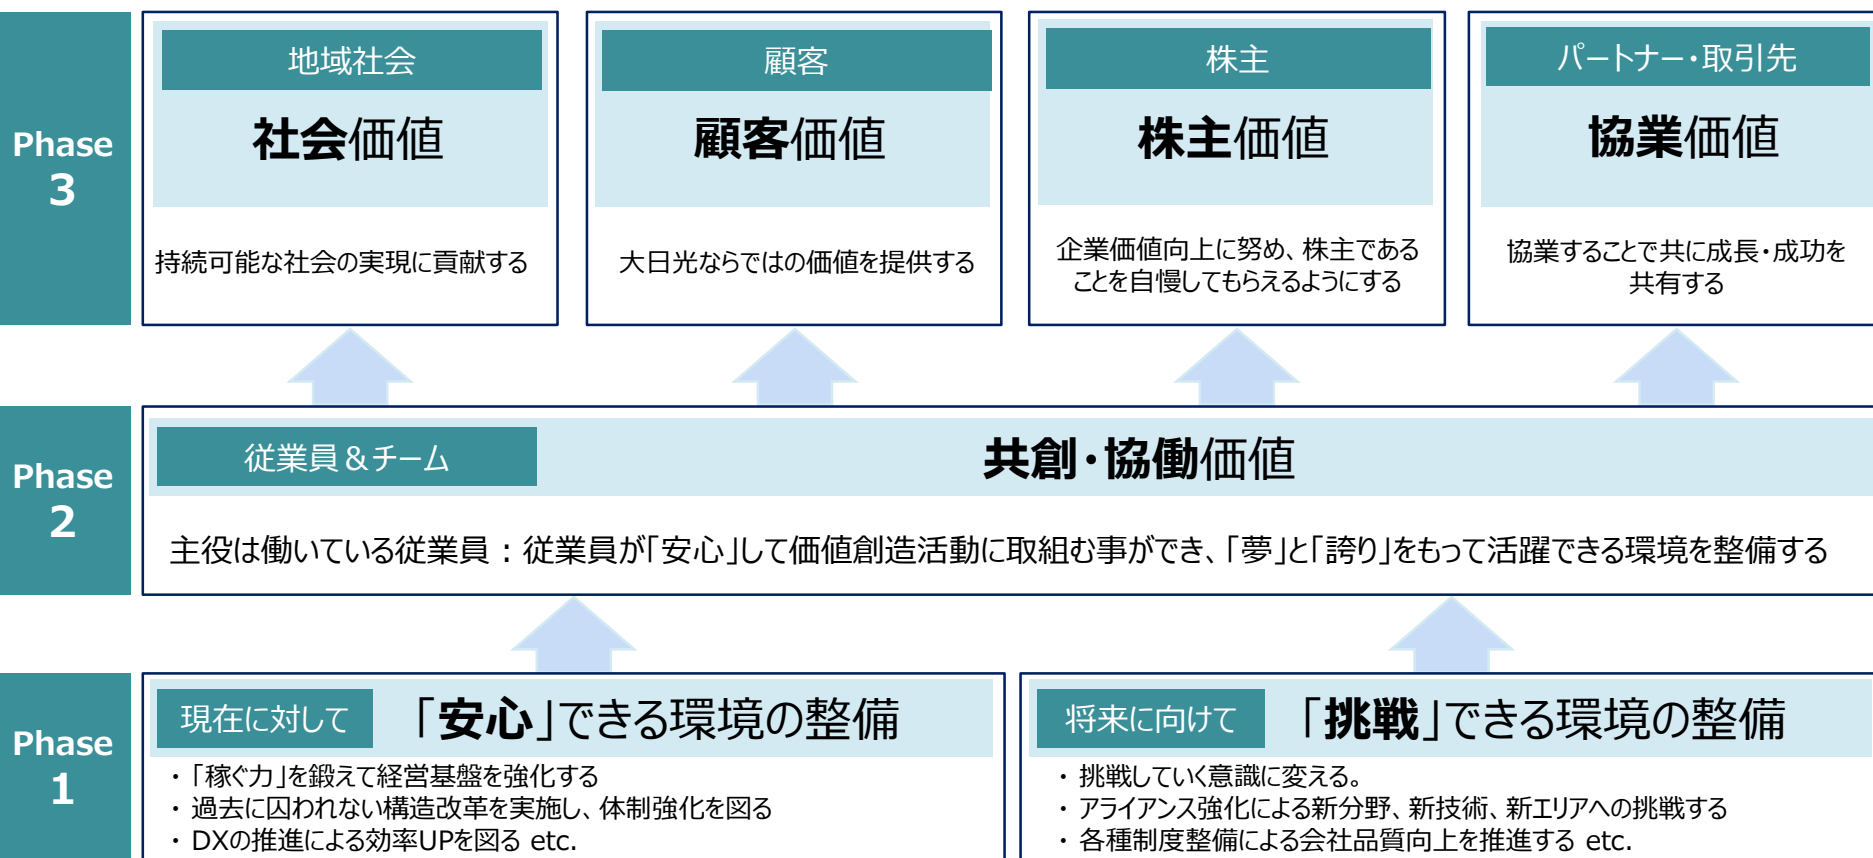 Phase
3
地域社会
社会価値
持続可能な社会の実現に貢献する
顧客
顧客価値
大日光ならではの価値を提供する
株主
株主価値
企業価値向上に努め、株主である
ことを自慢してもらえるようにする
パートナー・取引先
協業価値
協業することで共に成長・成功を
共有する
Phase
2
従業員＆チーム
共創・協働価値
主役は働いている従業員：従業員が「安心」して価値創造活動に取組む事ができ、「夢」と「誇り」をもって活躍できる環境を整備する
Phase
1
現在に対して
「安心」できる環境の整備
・「稼ぐ力」を鍛えて経営基盤を強化する
・過去に囚われない構造改革を実施し、体制強化を図る
・DXの推進による効率UPを図る etc.
将来に向けて
「挑戦」できる環境の整備
・挑戦していく意識に変える。
・アライアンス強化による新分野、新技術、新エリアへの挑戦する
・各種制度整備による会社品質向上を推進する etc.